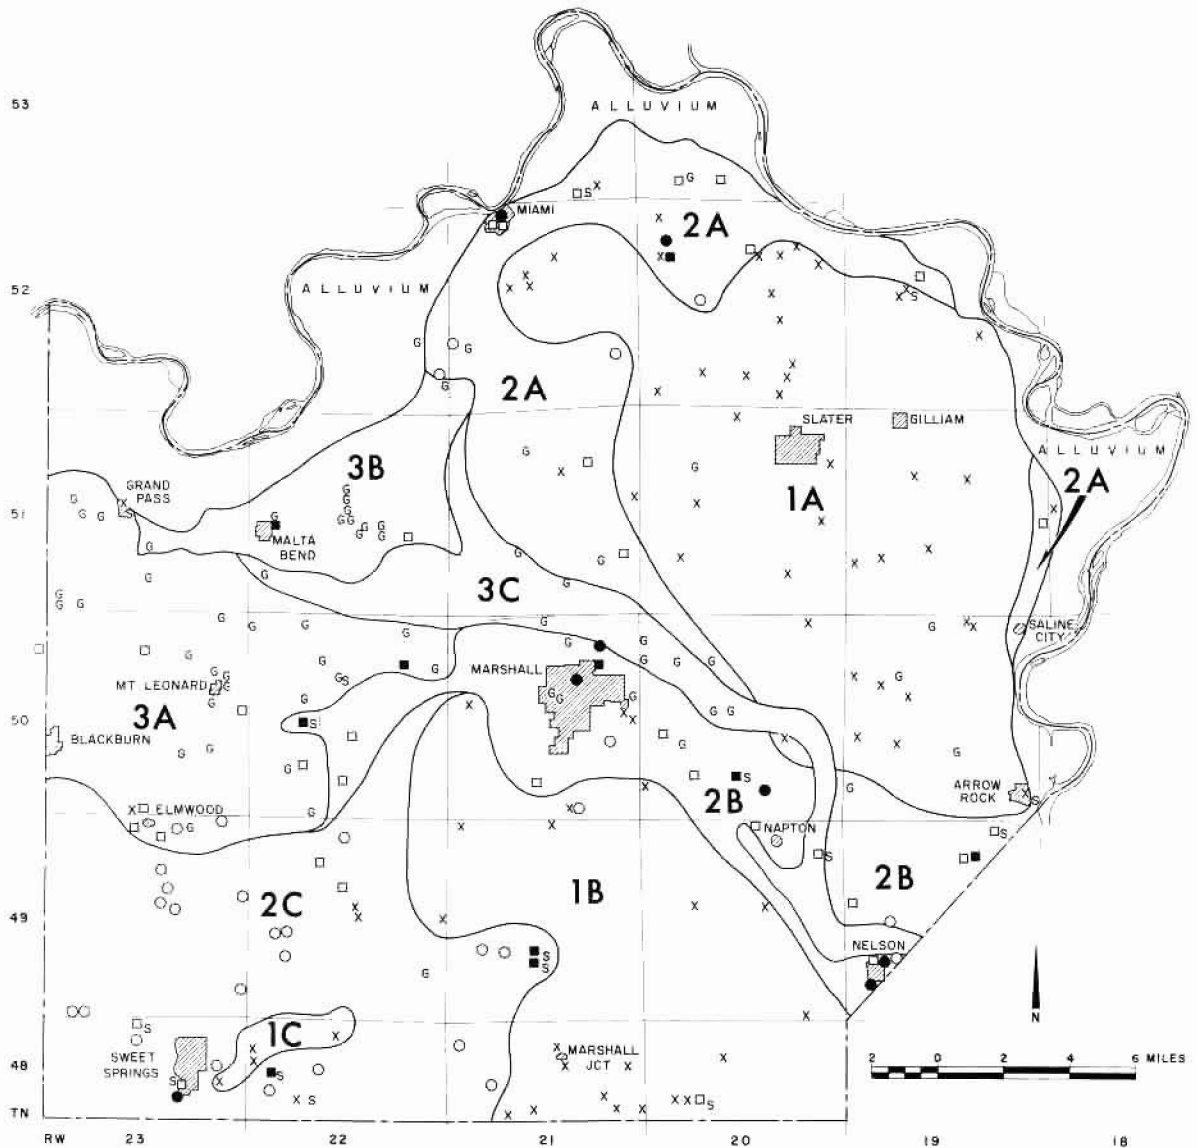 53
ALLUVIUM
MIAMI
2A
52
ALLUVIUM
2A
SLATER
GILLIAM
ALLUVIUM
3B
GRAND
PASS
2A
51
1A
MALTA
BEND
3C
SALINE
CITY
MARSHALL
MT. LEONARD
3A
50
BLACKBURN
ARROW
ROCK
2B
ELMWOOD
NAPTON
2B
1B
2C
49
NELSON
N
1C
SWEET
SPRINGS
48
MARSHALL
JCT
2 0 2 4 6 MILES
TN
RW 23 22 21 20 19 18